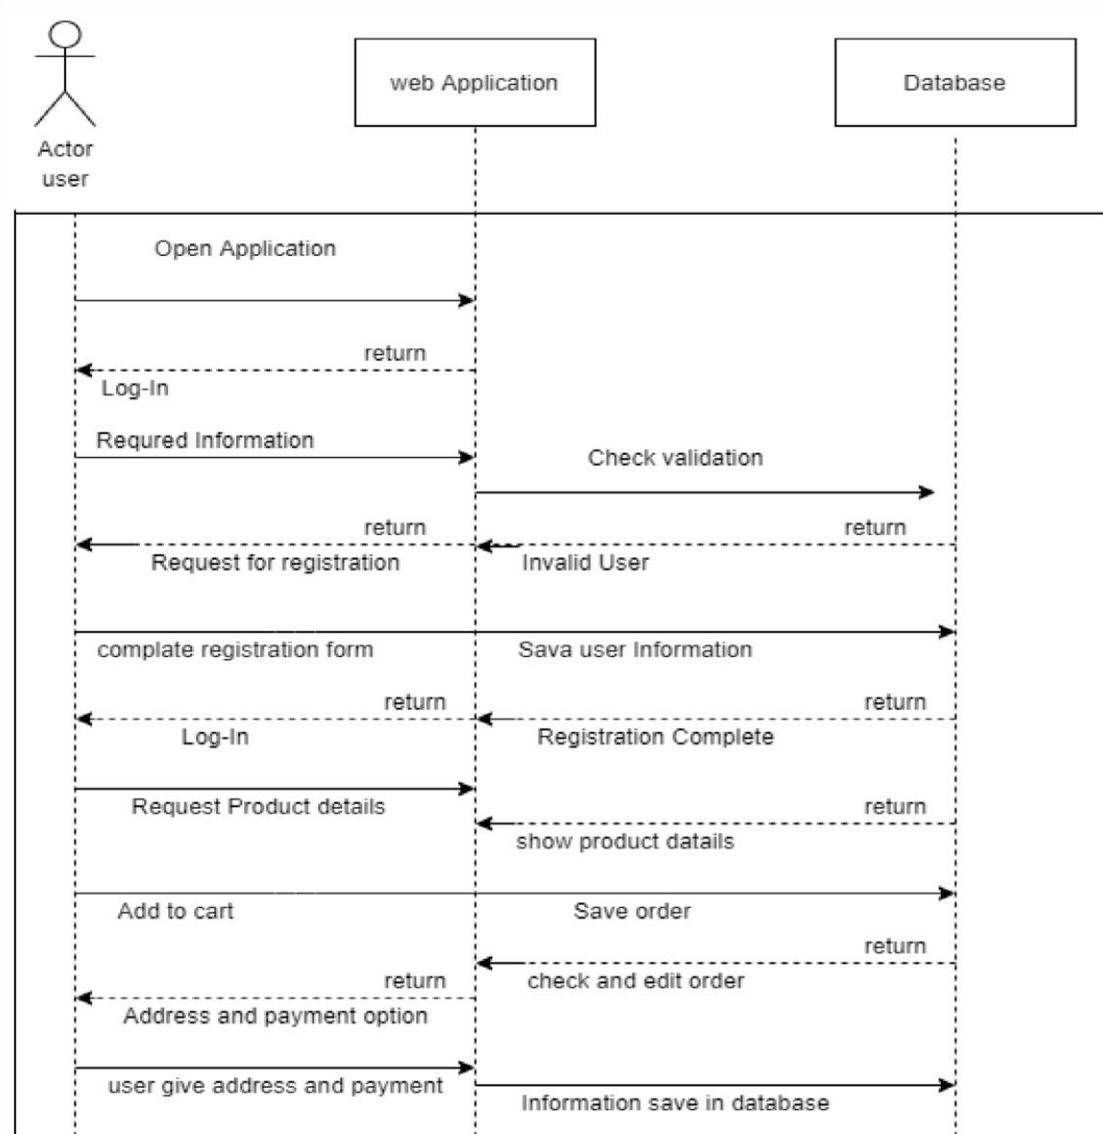 web Application
Database
Actor
user
Open Application
return
Log-In
Requred Information
Check validation
return
return
Request for registration
Invalid User
complate registration form
Sava user Information
return
return
Log-In
Registration Complete
Request Product details
return
show product datails
Add to cart
Save order
return
check and edit order
return
Address and payment option
user give address and payment
Information save in database